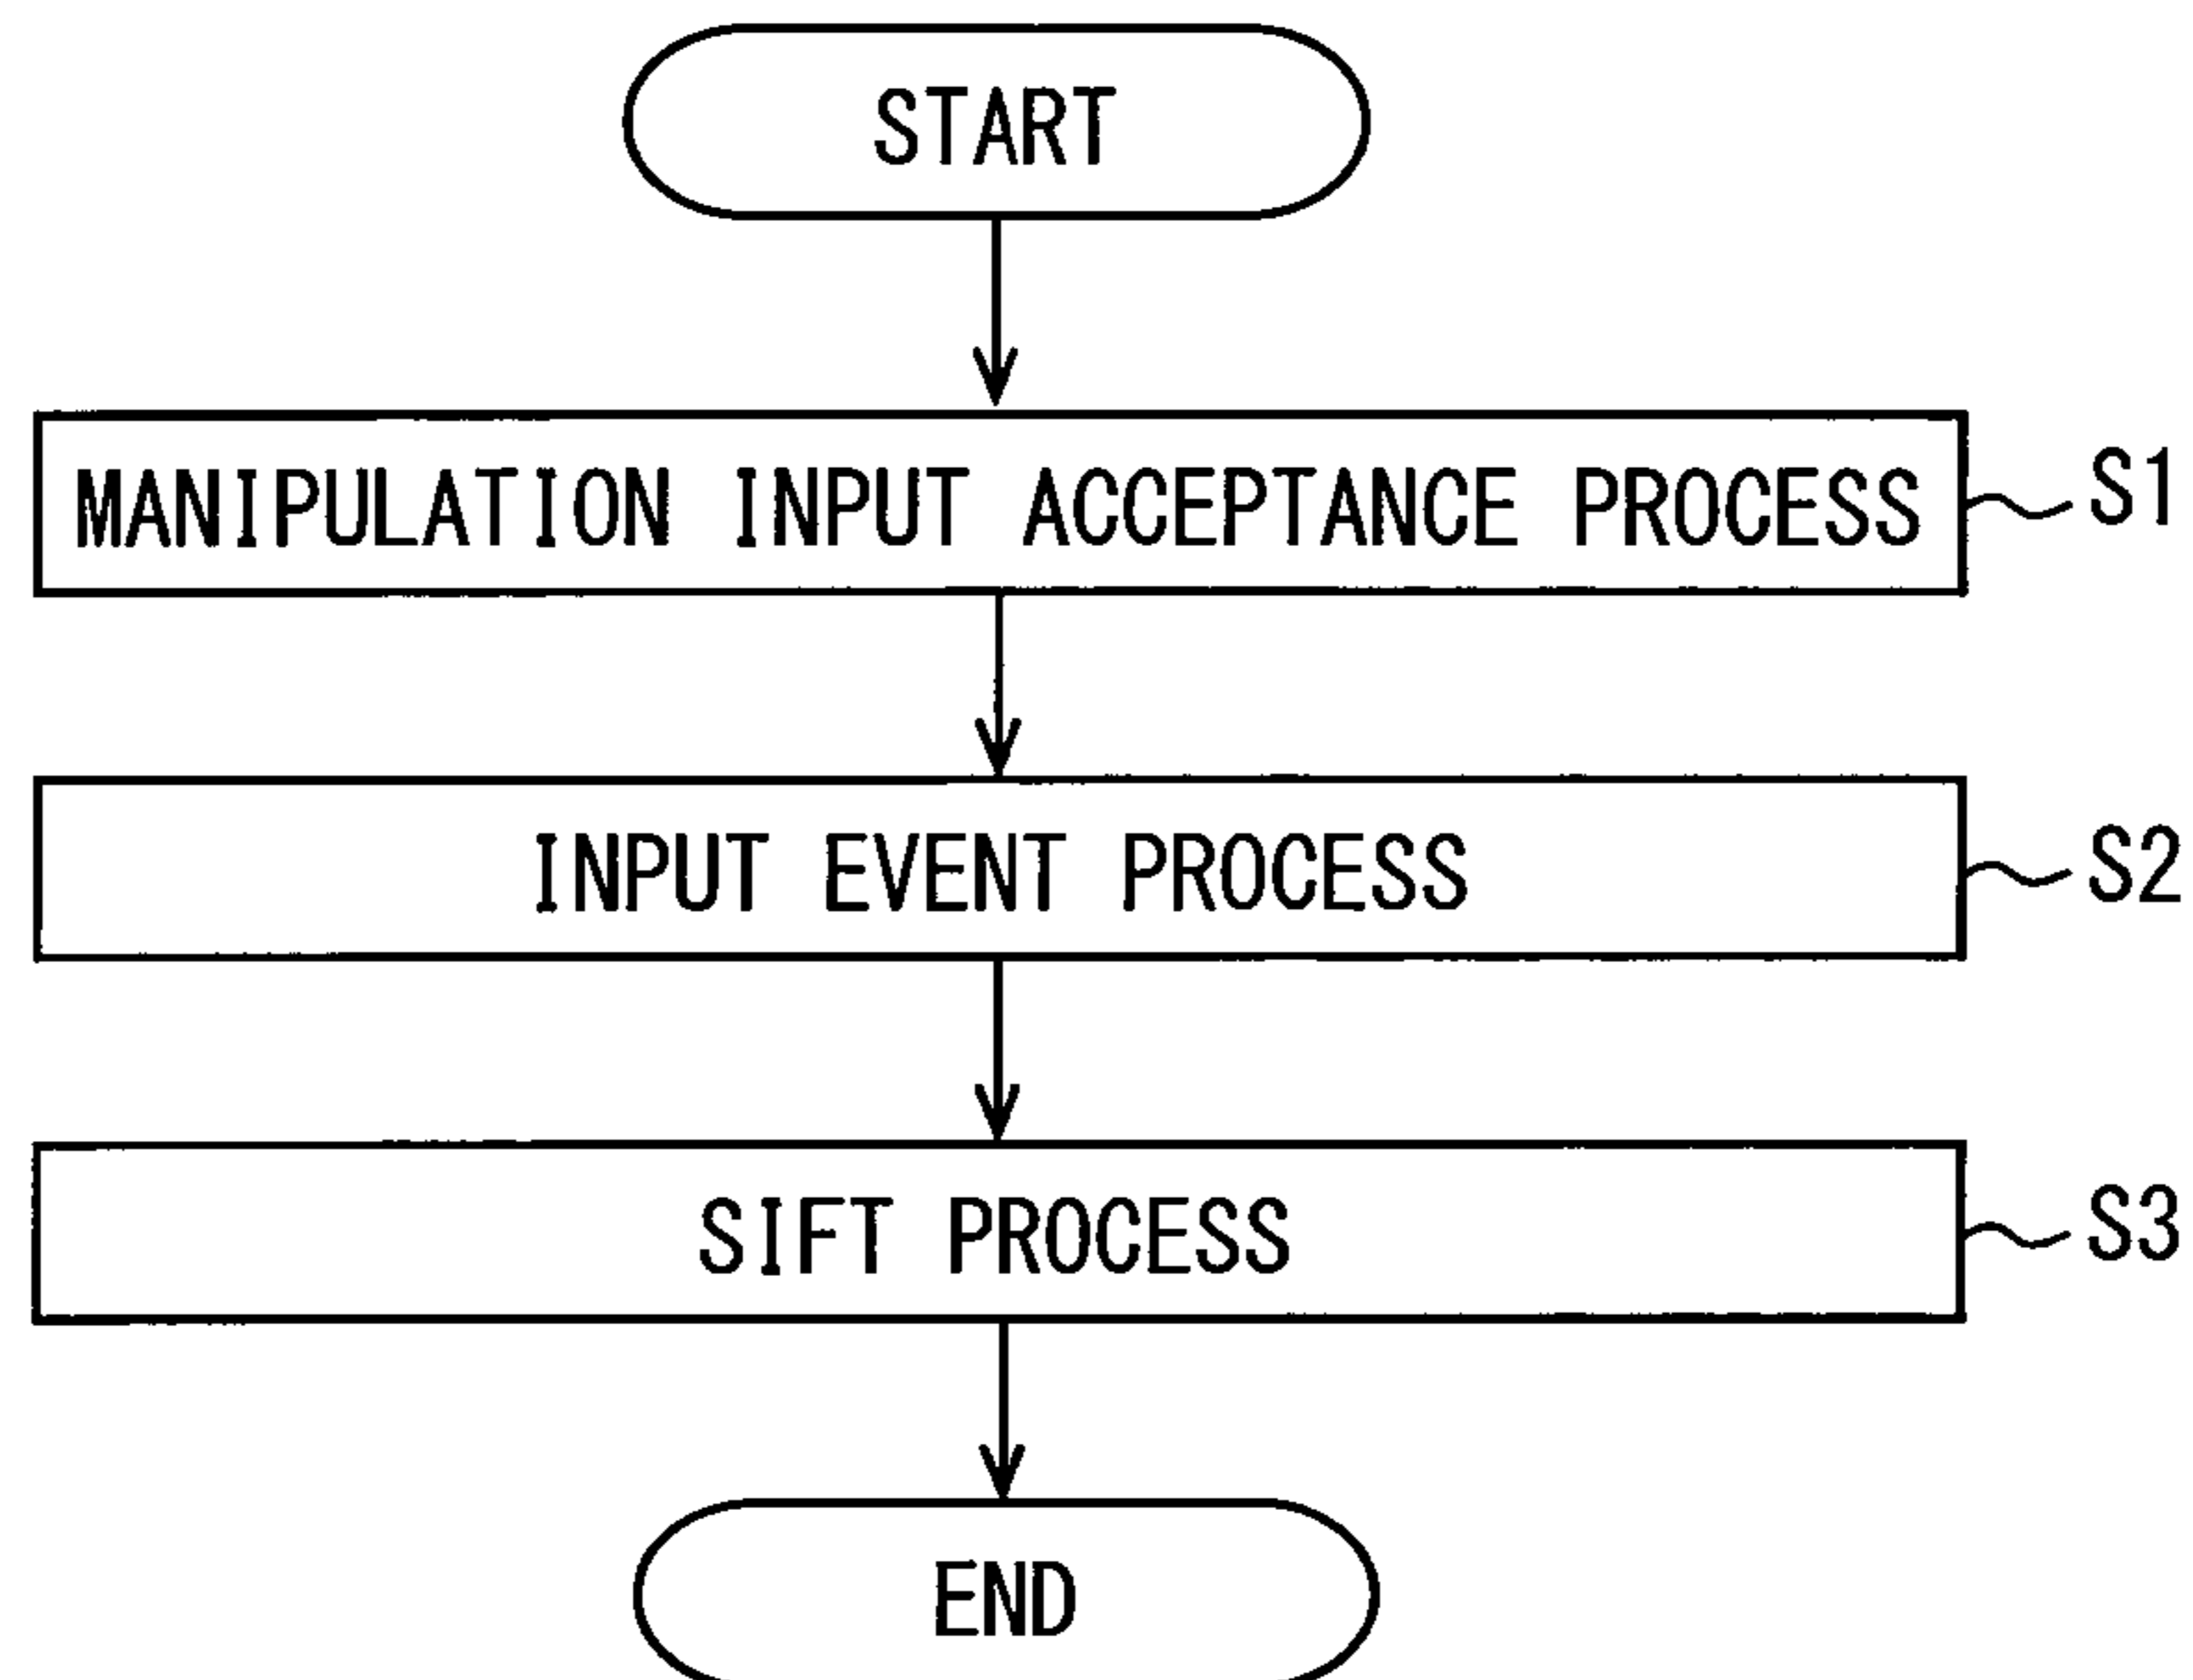 START
MANIPULATION INPUT ACCEPTANCE PROCESS S1
INPUT EVENT PROCESS S2
SIFT PROCESS S3
END